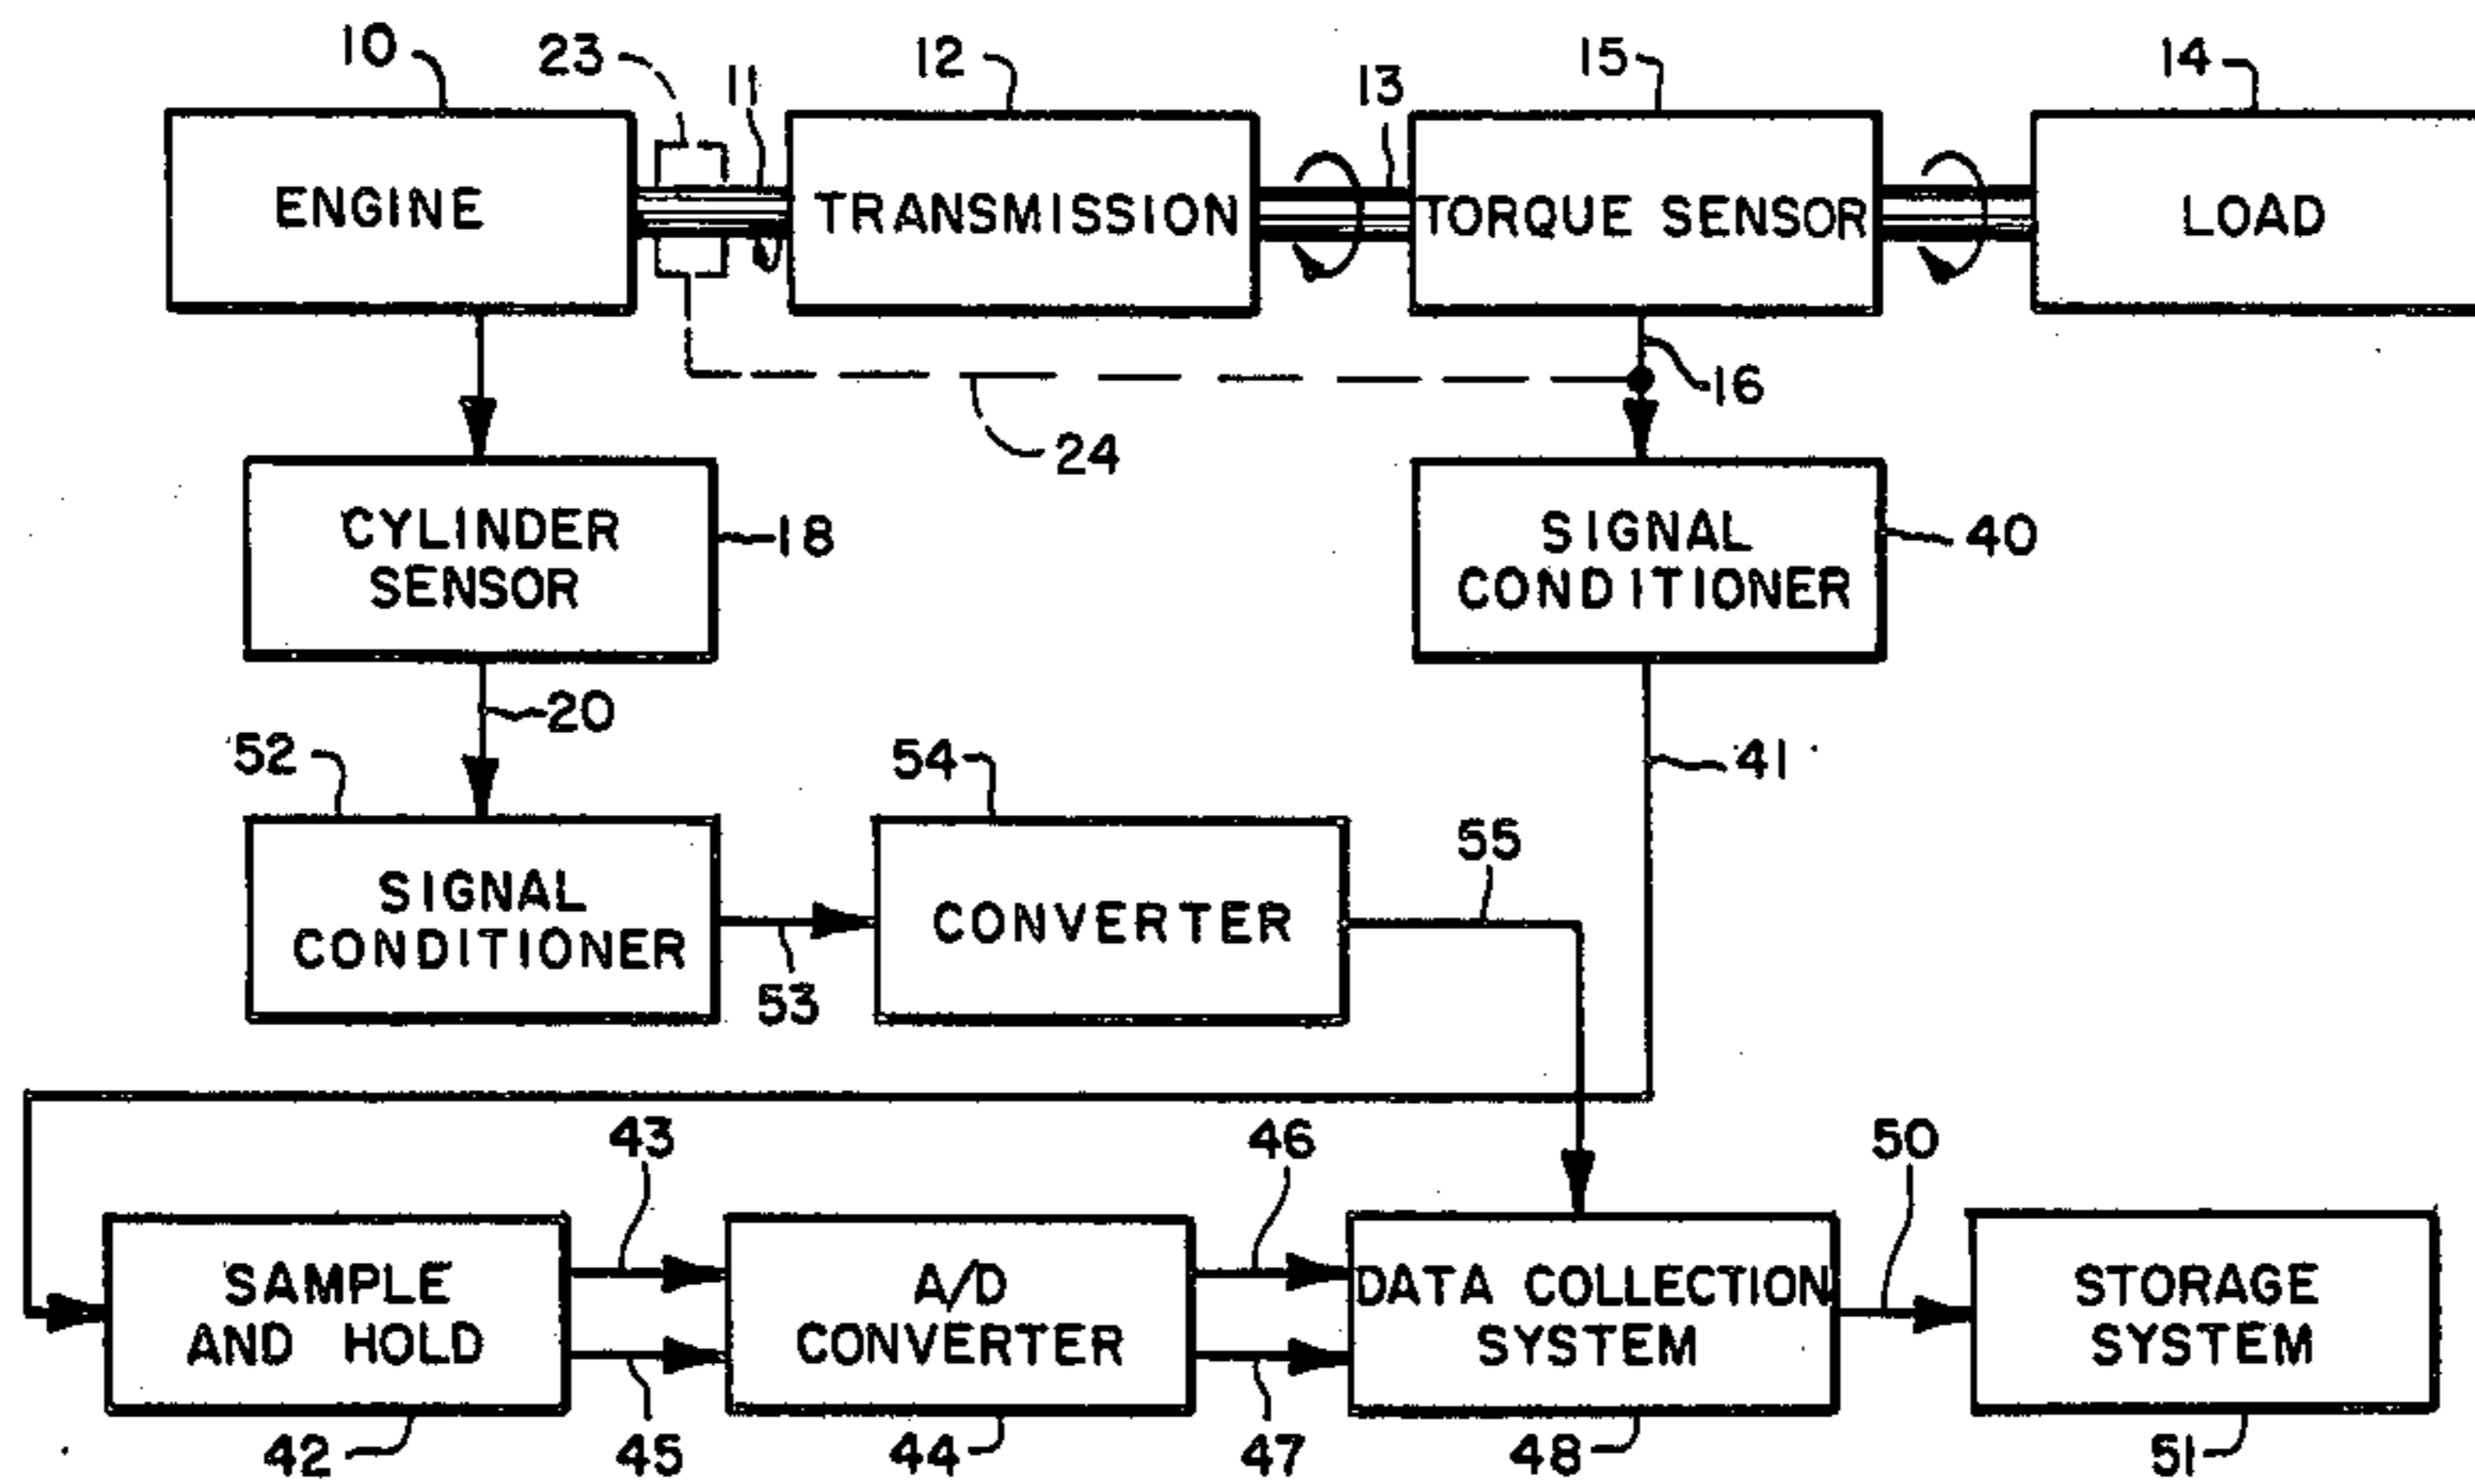 10
23
11
12
13
15
14
ENGINE
TRANSMISSION
TORQUE SENSOR
LOAD
16
24
CYLINDER
SENSOR
18
SIGNAL
CONDITIONER
40
20
52
54
41
55
SIGNAL
CONDITIONER
CONVERTER
53
43
46
50
SAMPLE
AND HOLD
A/D
CONVERTER
DATA COLLECTION
SYSTEM
STORAGE
SYSTEM
42
45
44
47
48
51